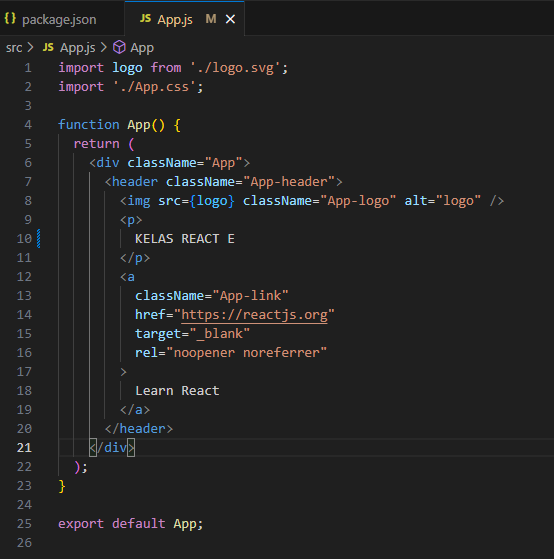 {} package.json
JS App.js M ×
src > JS App.js > App
1 import logo from './logo.svg';
2 import './App.css';
3
4 function App() {
5   return (
6     <div className="App">
7       <header className="App-header">
8         <img src={logo} className="App-logo" alt="logo" />
9         <p>
10           KELAS REACT E
11         </p>
12         <a
13           className="App-link"
14           href="https://reactjs.org"
15           target="_blank"
16           rel="noopener noreferrer"
17         >
18           Learn React
19         </a>
20       </header>
21     </div>
22   );
23 }
24
25 export default App;
26